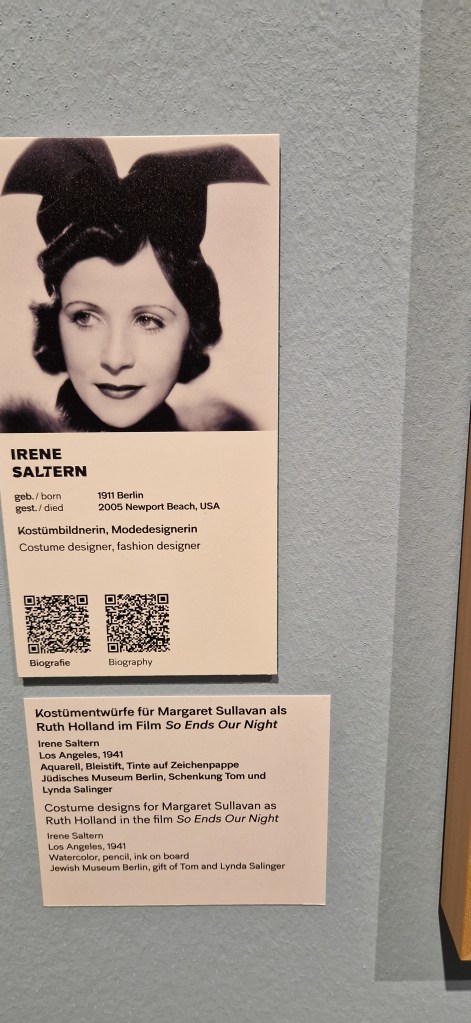 IRENE
SALTERN
geb. / born 1911 Berlin
gest. / died 2005 Newport Beach, USA
Kostümbildnerin, Modedesignerin
Costume designer, fashion designer
Biografie Biography
Kostümentwürfe für Margaret Sullavan als
Ruth Holland im Film So Ends Our Night
Irene Saltern
Los Angeles, 1941
Aquarell, Bleistift, Tinte auf Zeichenpappe
Jüdisches Museum Berlin, Schenkung Tom und
Lynda Salinger
Costume designs for Margaret Sullavan as
Ruth Holland in the film So Ends Our Night
Irene Saltern
Los Angeles, 1941
Watercolor, pencil, ink on board
Jewish Museum Berlin, gift of Tom and Lynda Salinger